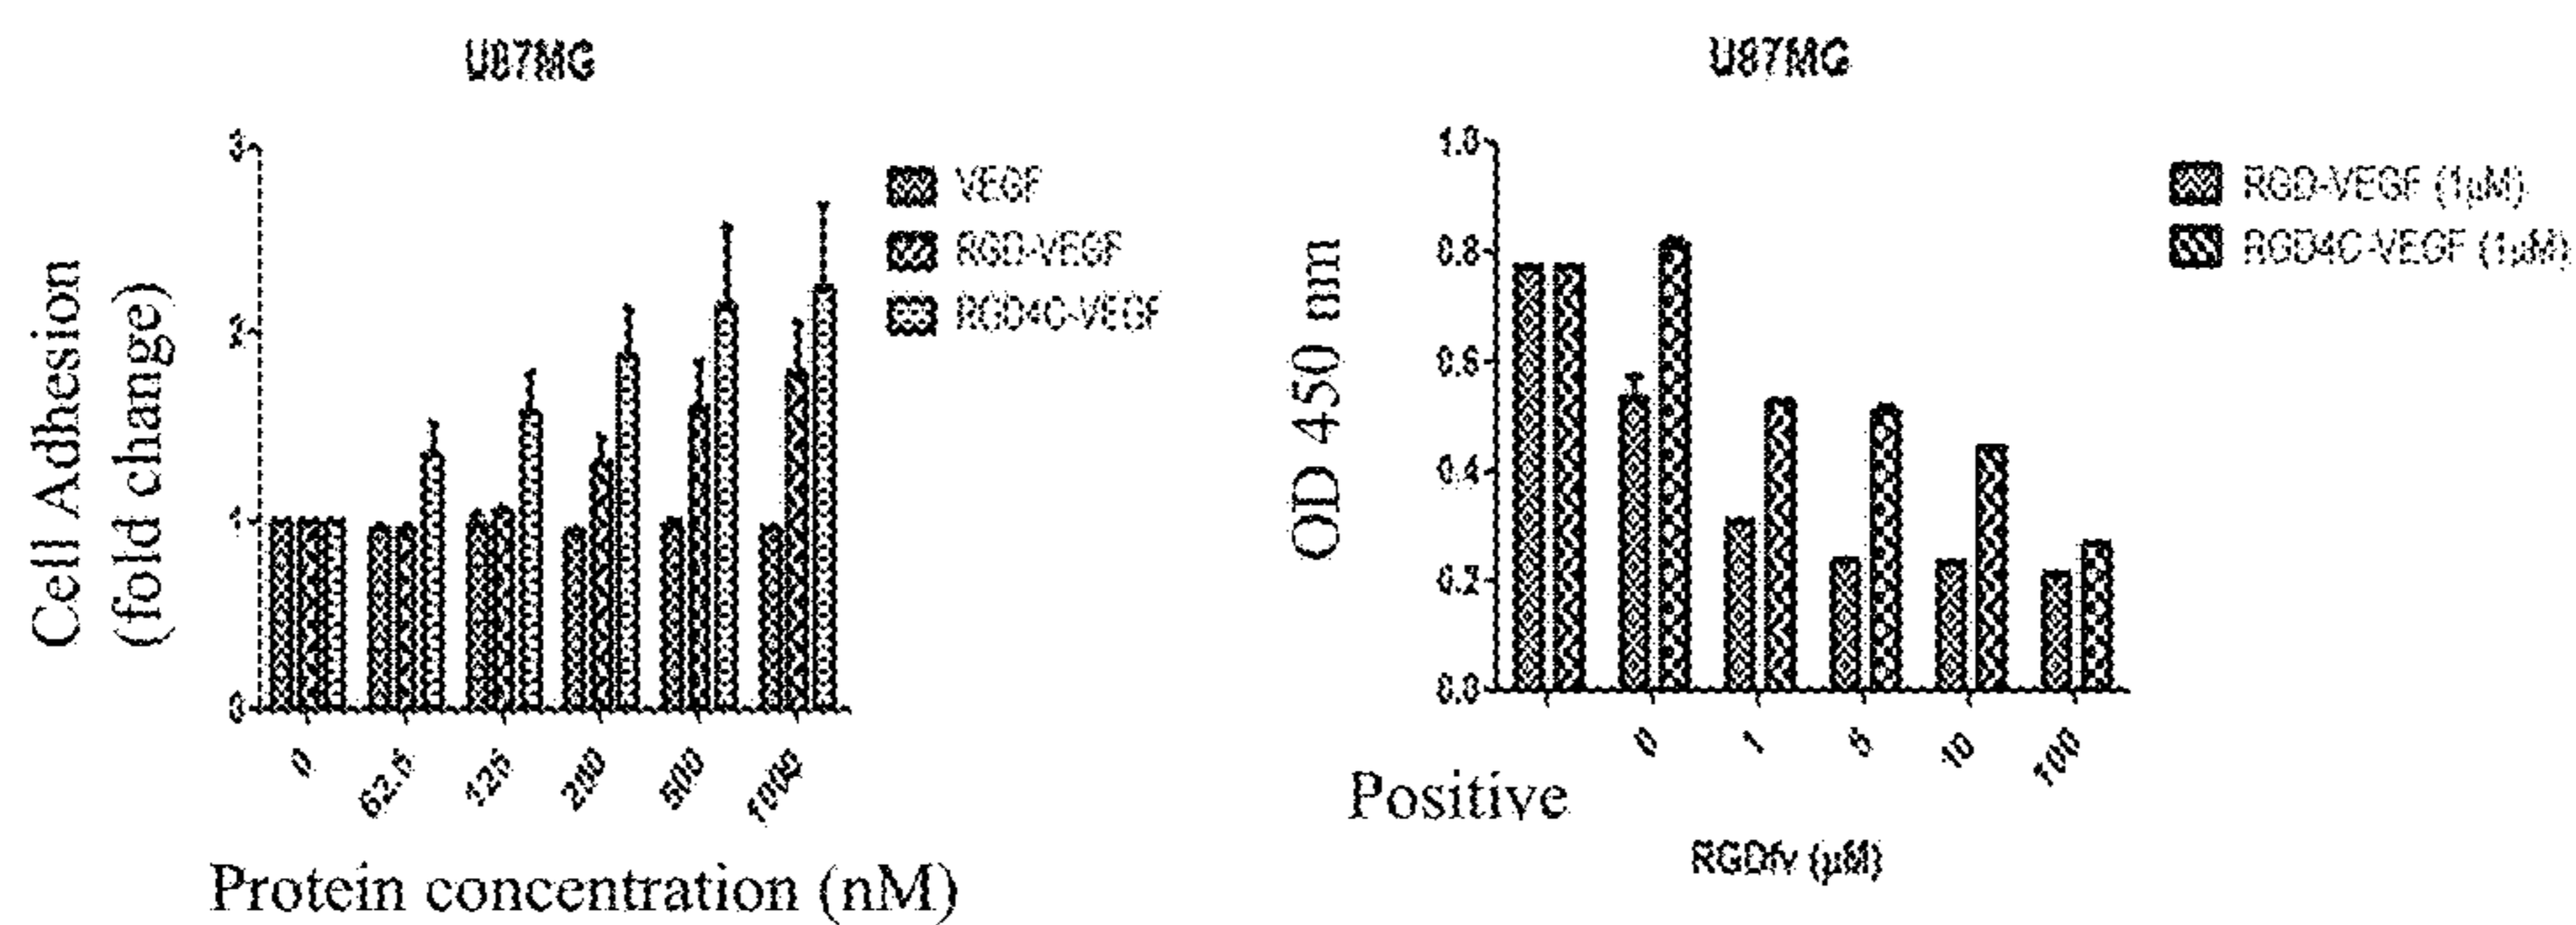 U87MG
3
2
1
0
Cell Adhesion
(fold change)
VEGF
RGD-VEGF
RGD4C-VEGF
0
62.5
125
500
1000
Protein concentration (nM)
U87MG
1.0
0.8
0.6
0.4
0.2
0.0
OD 450 nm
RGD-VEGF (1µM)
RGD4C-VEGF (1µM)
Positive
0
1
5
10
100
RGDfv (µM)